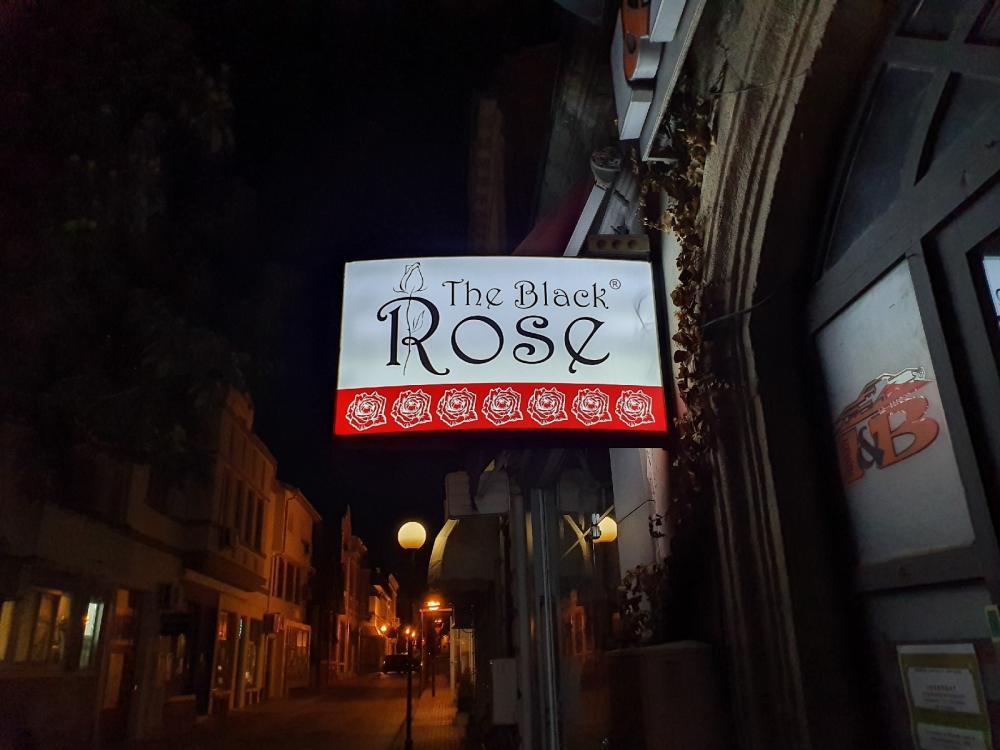 The Black®
Rose
&B